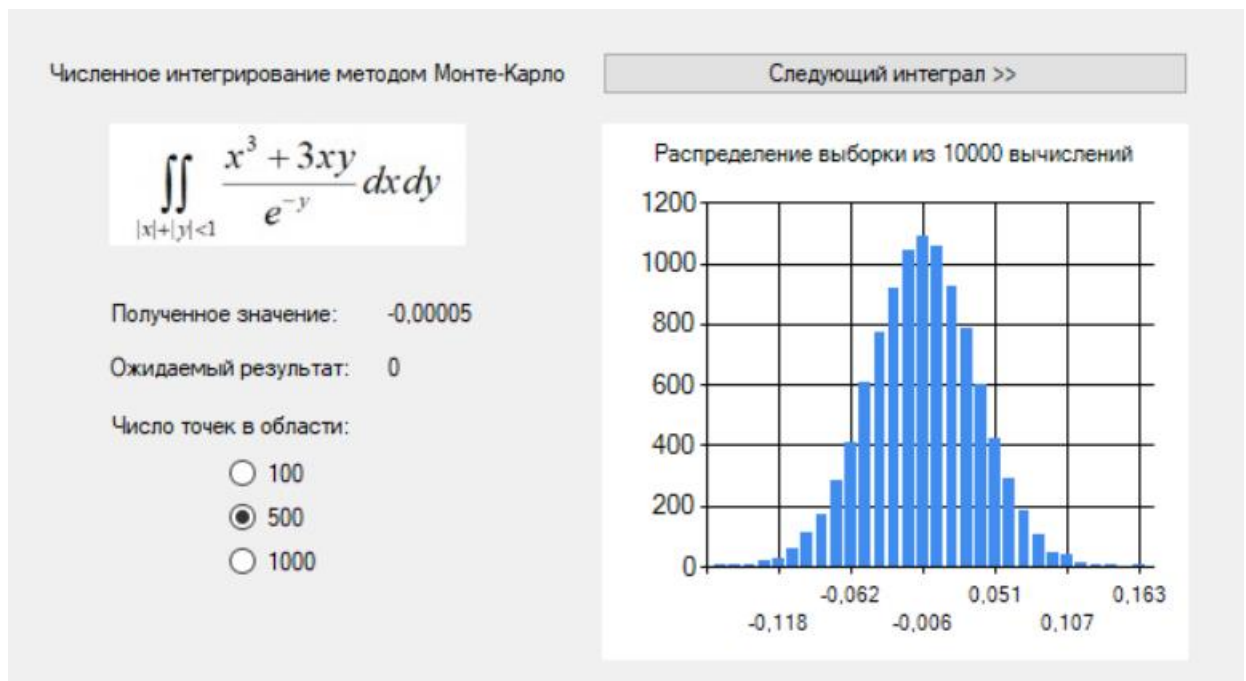 Численное интегрирование методом Монте-Карло
Следующий интеграл >>
∬ x³ + 3xy / e⁻ʸ dxdy
|x|+|y|<1
Полученное значение: -0,00005
Ожидаемый результат: 0
Число точек в области:
100
500
1000
Распределение выборки из 10000 вычислений
1200
1000
800
600
400
200
0
-0,062 0,051 0,163
-0,118 -0,006 0,107